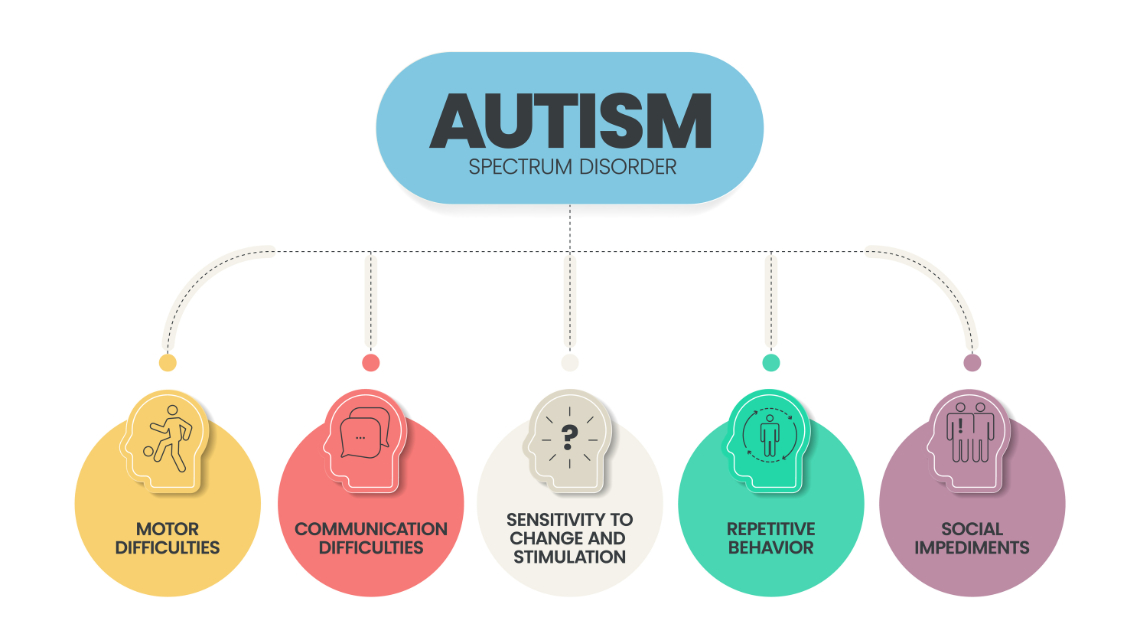 AUTISM
SPECTRUM DISORDER
MOTOR
DIFFICULTIES
COMMUNICATION
DIFFICULTIES
?
SENSITIVITY TO
CHANGE AND
STIMULATION
REPETITIVE
BEHAVIOR
!
SOCIAL
IMPEDIMENTS